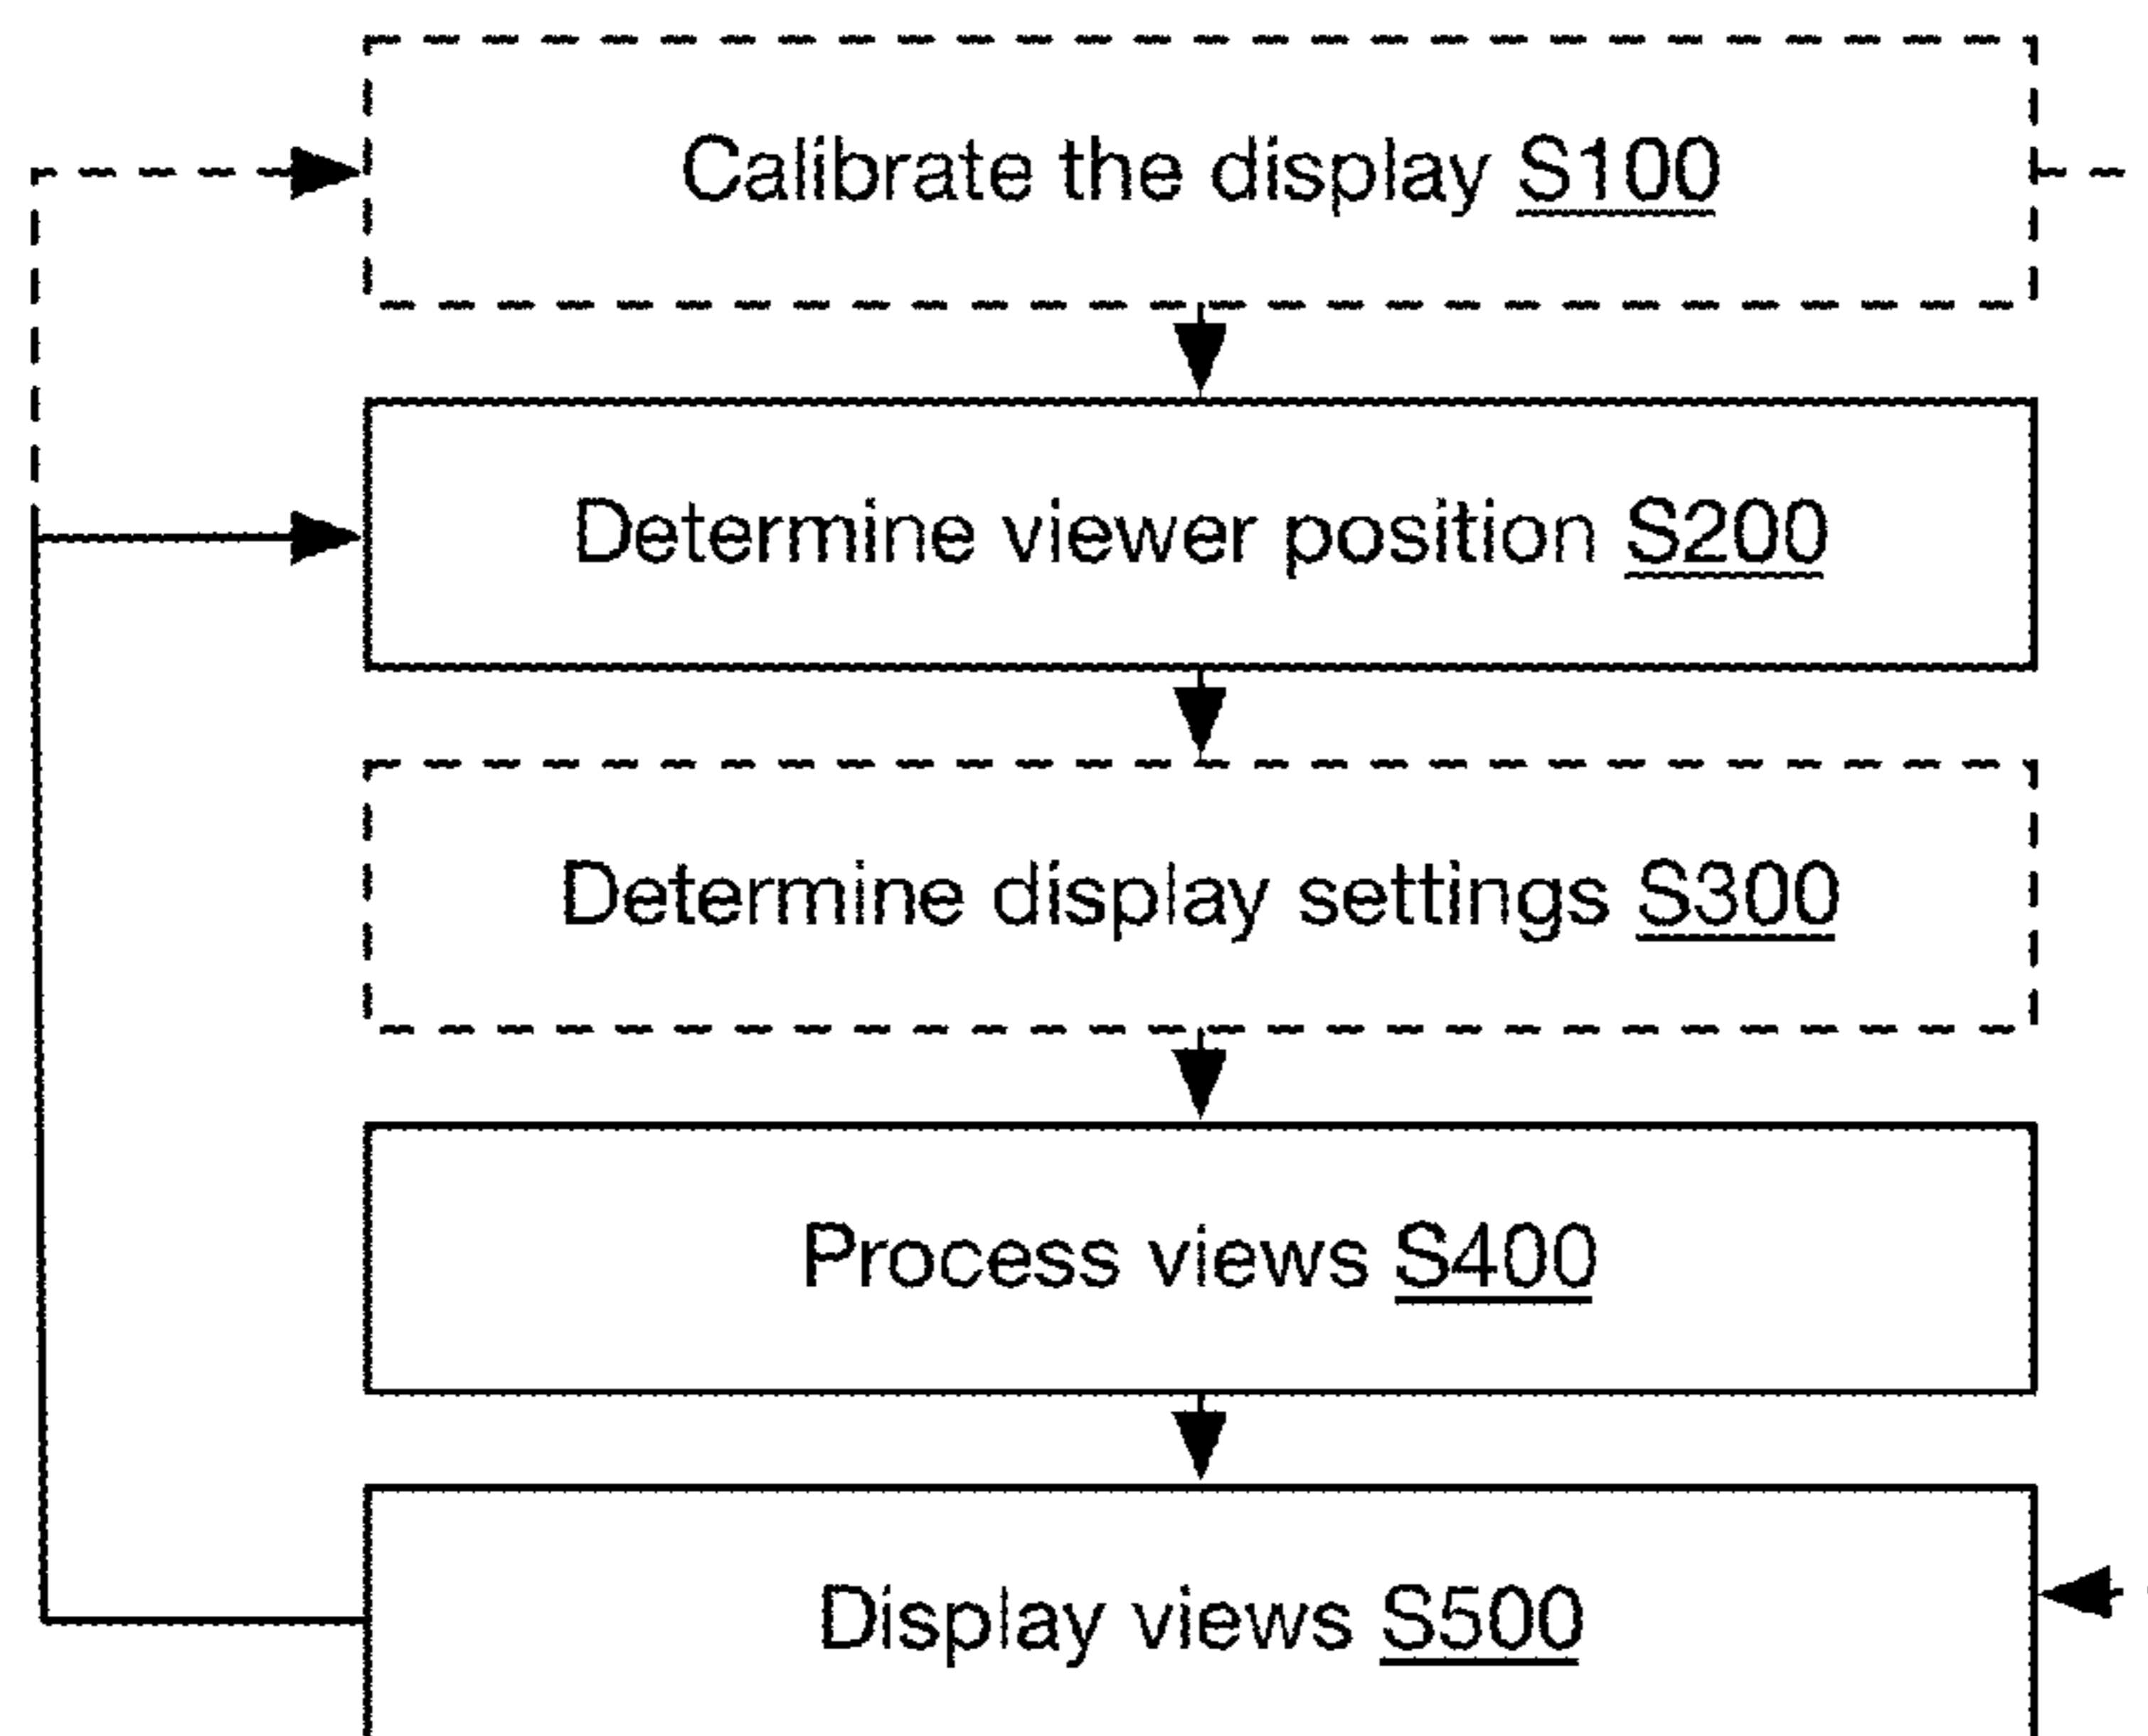 Calibrate the display S100
Determine viewer position S200
Determine display settings S300
Process views S400
Display views S500